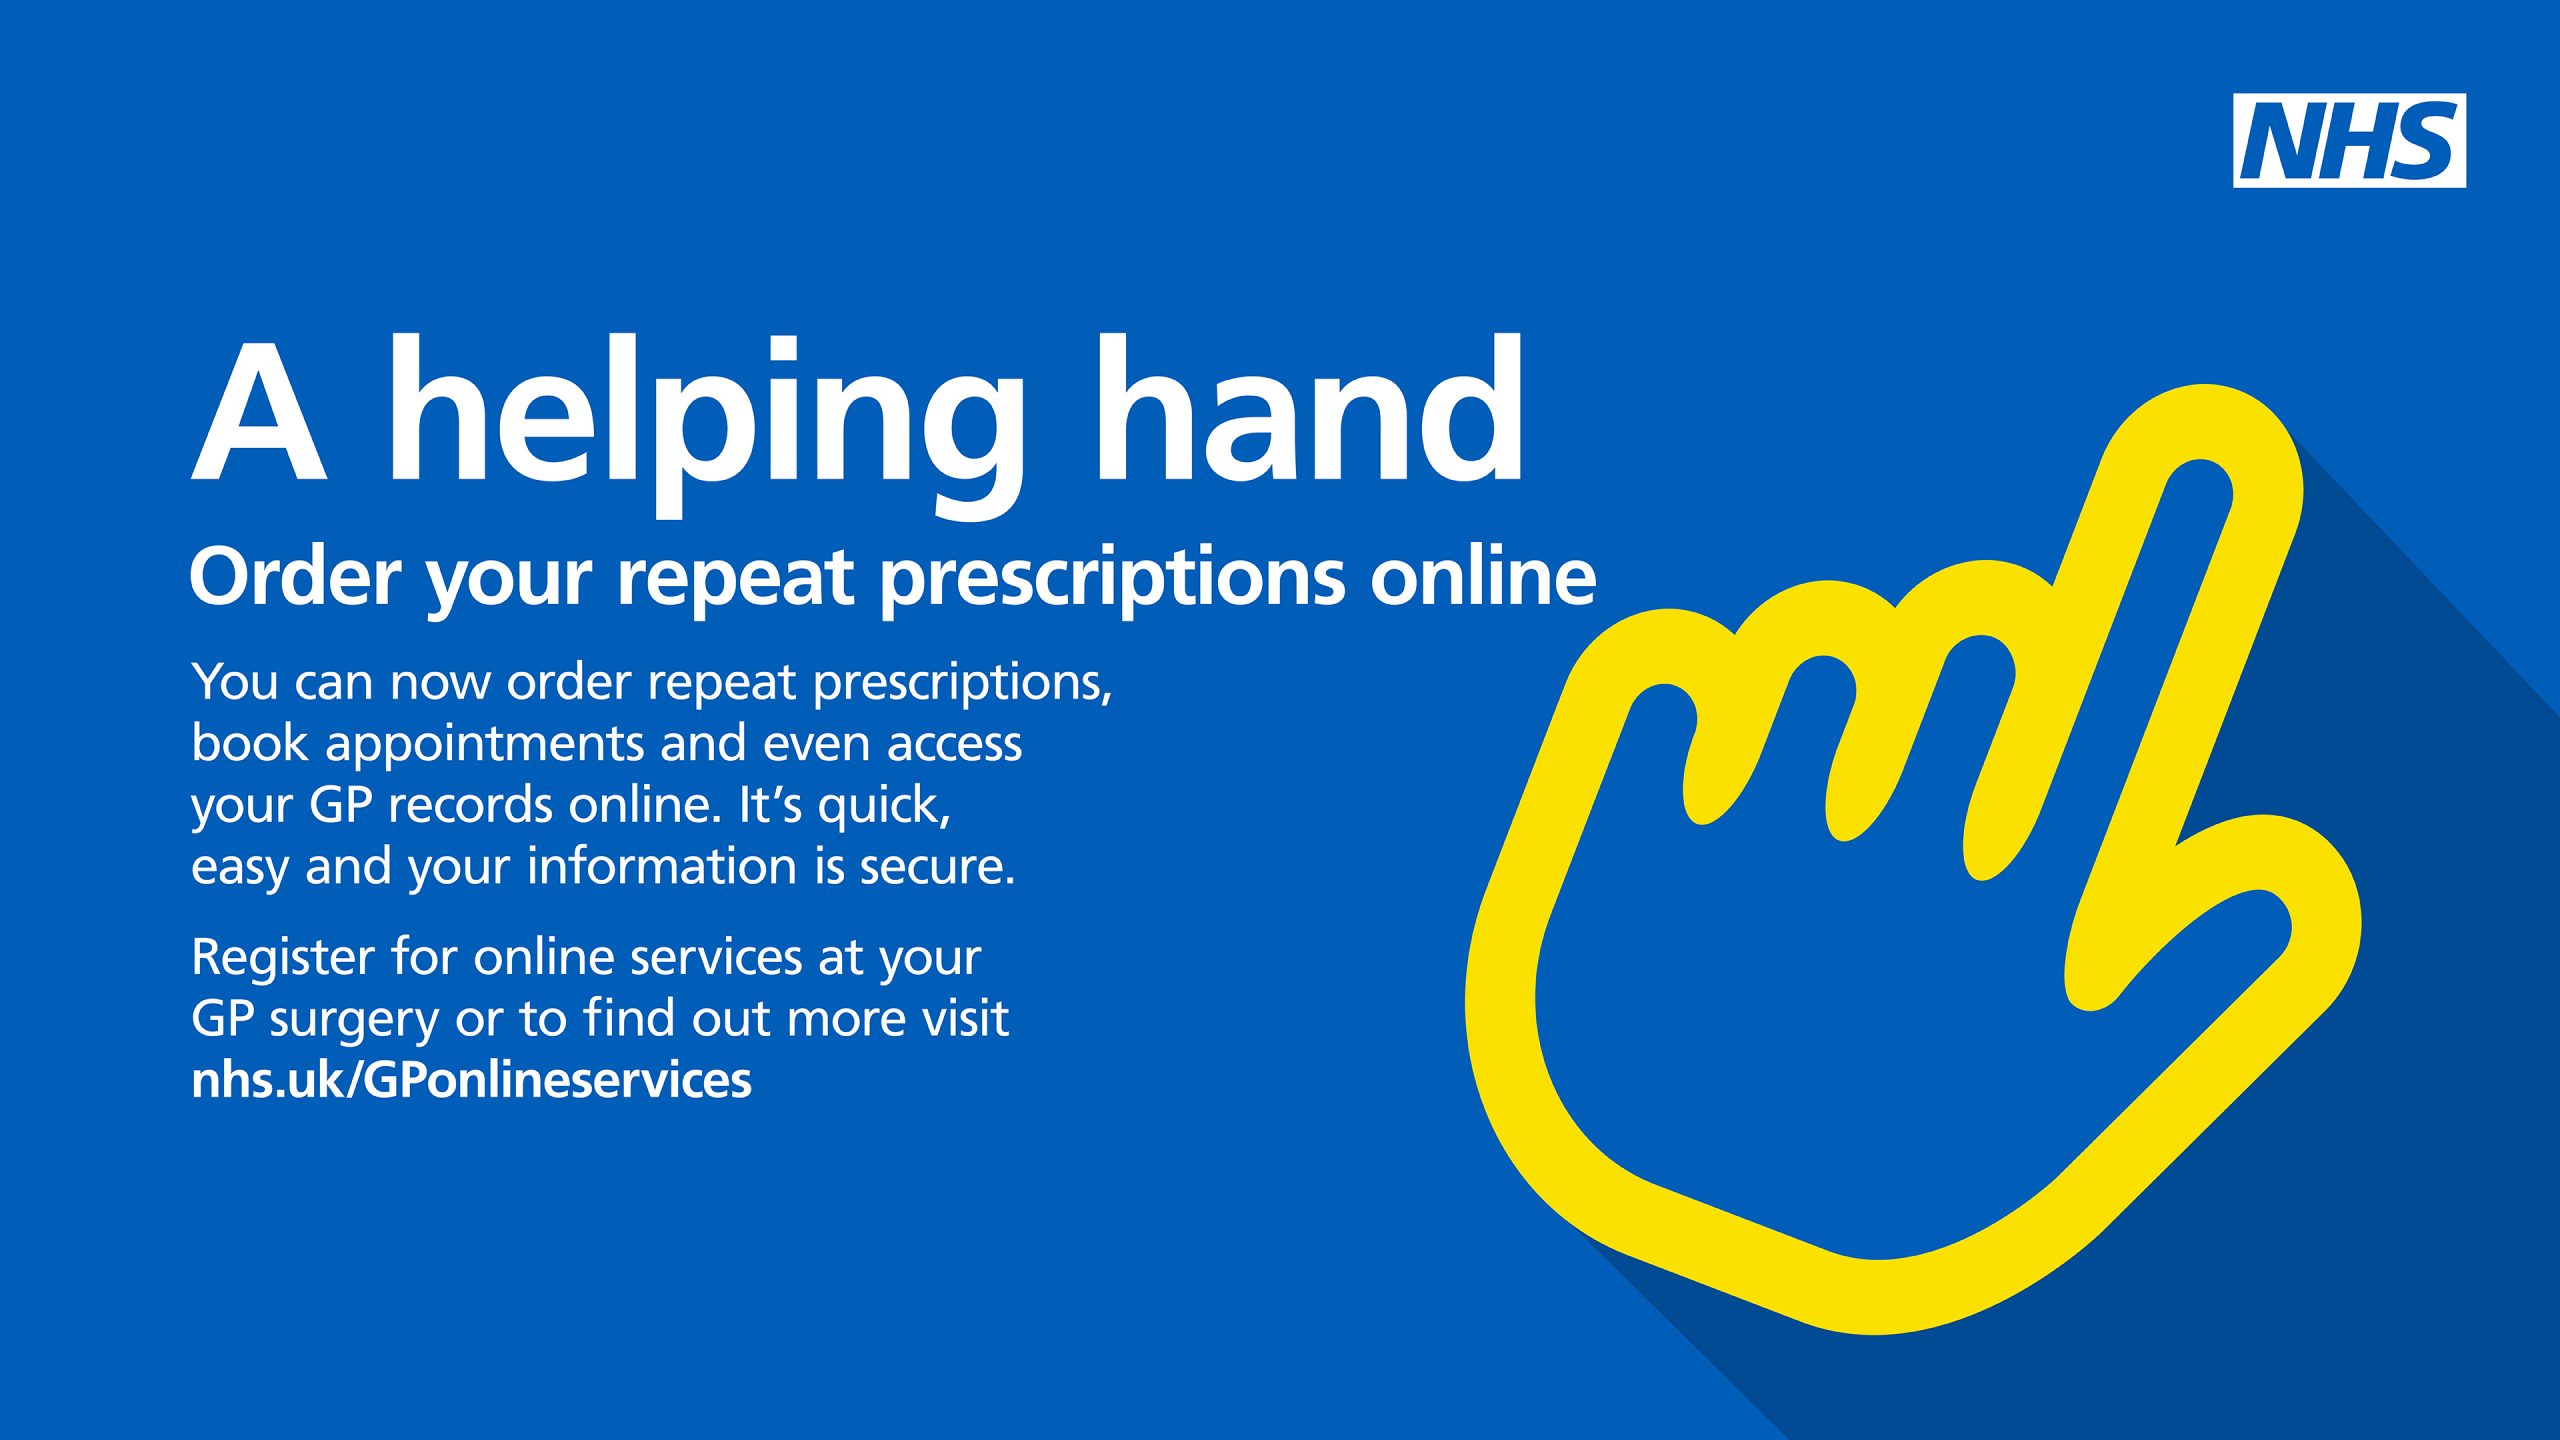 NHS
A helping hand
Order your repeat prescriptions online
You can now order repeat prescriptions,
book appointments and even access
your GP records online. It’s quick,
easy and your information is secure.
Register for online services at your
GP surgery or to find out more visit
nhs.uk/GPonlineservices